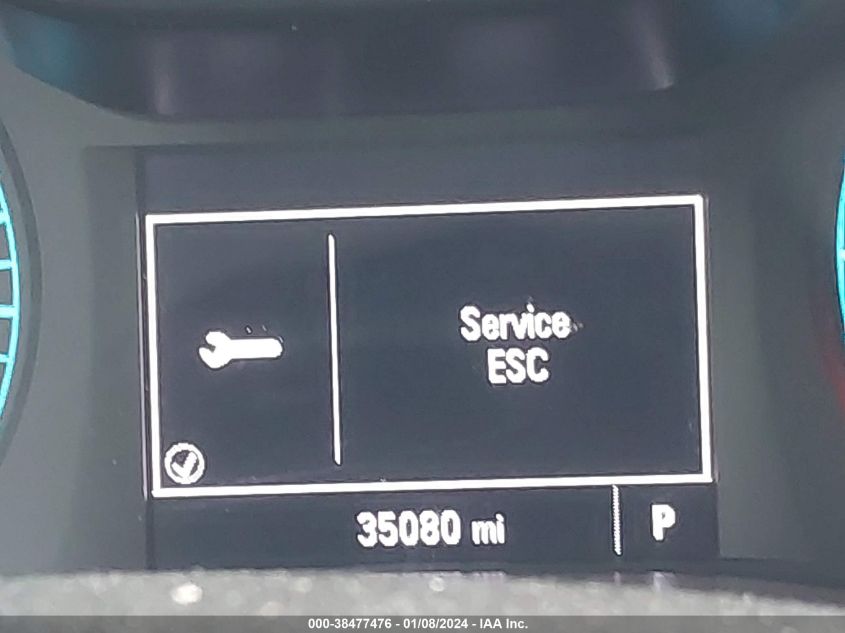 Service
ESC
35080 mi
P
000-38477476 - 01/08/2024 - IAA Inc.